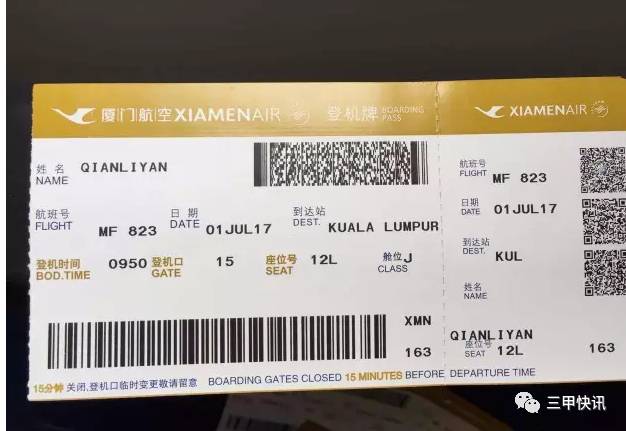 厦门航空 XIAMENAIR 登机牌 BOARDING PASS
姓名 NAME QIANLIYAN
航班号 FLIGHT MF 823 日期 DATE 01JUL17 到达站 DEST. KUALA LUMPUR
登机时间 BOD.TIME 0950 登机口 GATE 15 座位号 SEAT 12L 舱位 CLASS J
XMN
163
15分钟 关闭,登机口临时变更敬请留意 BOARDING GATES CLOSED 15 MINUTES BEFORE DEPARTURE TIME
XIAMENAIR
航班号 FLIGHT MF 823
日期 DATE 01JUL17
到达站 DEST. KUL
姓名 NAME
QIANLIYAN
座位号 SEAT 12L 163
三甲快讯